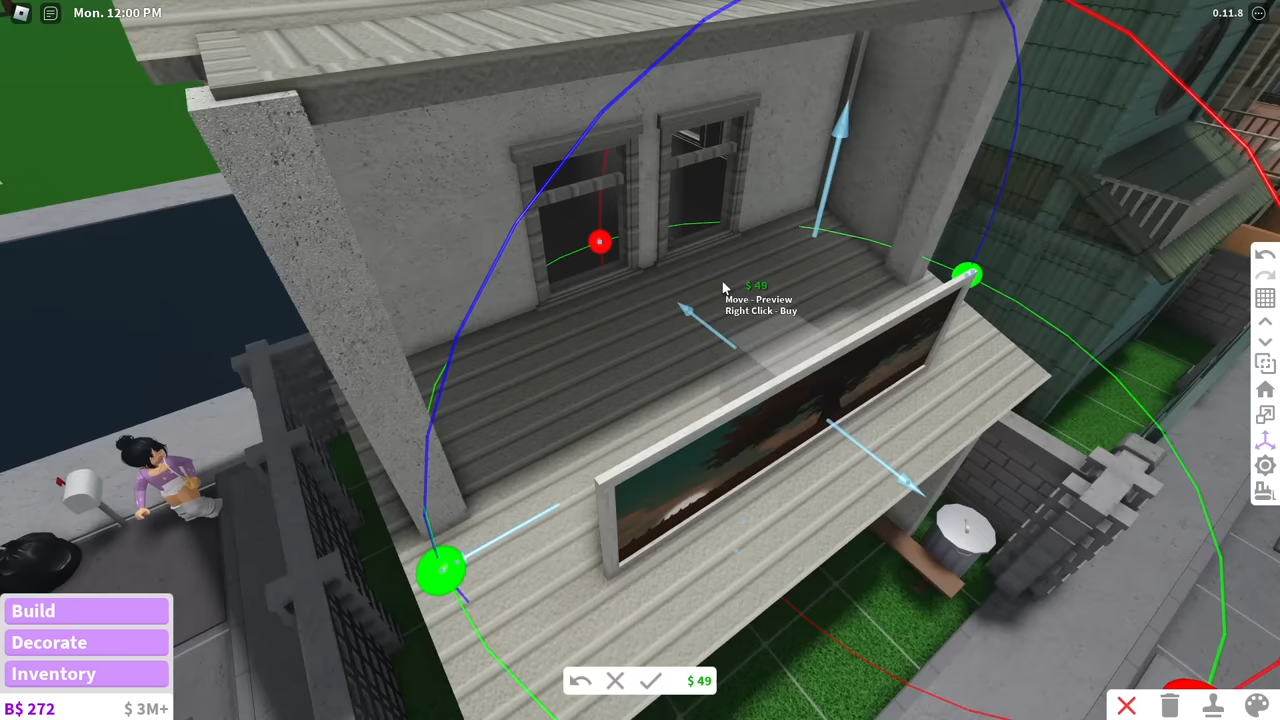 Mon. 12:00 PM
0.11.8
$ 49
Move - Preview
Right Click - Buy
Build
Decorate
Inventory
B$ 272
$ 3M+
$ 49